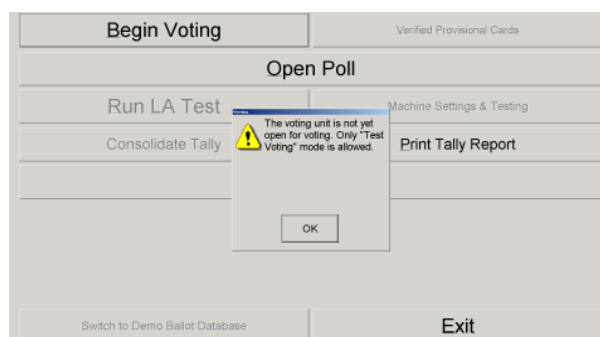 Begin Voting
Verified Provisional Cards
Open Poll
Run LA Test
Machine Settings & Testing
Warning
The voting unit is not yet
open for voting. Only "Test
Voting" mode is allowed.
Consolidate Tally
Print Tally Report
OK
Switch to Demo Ballot Database
Exit